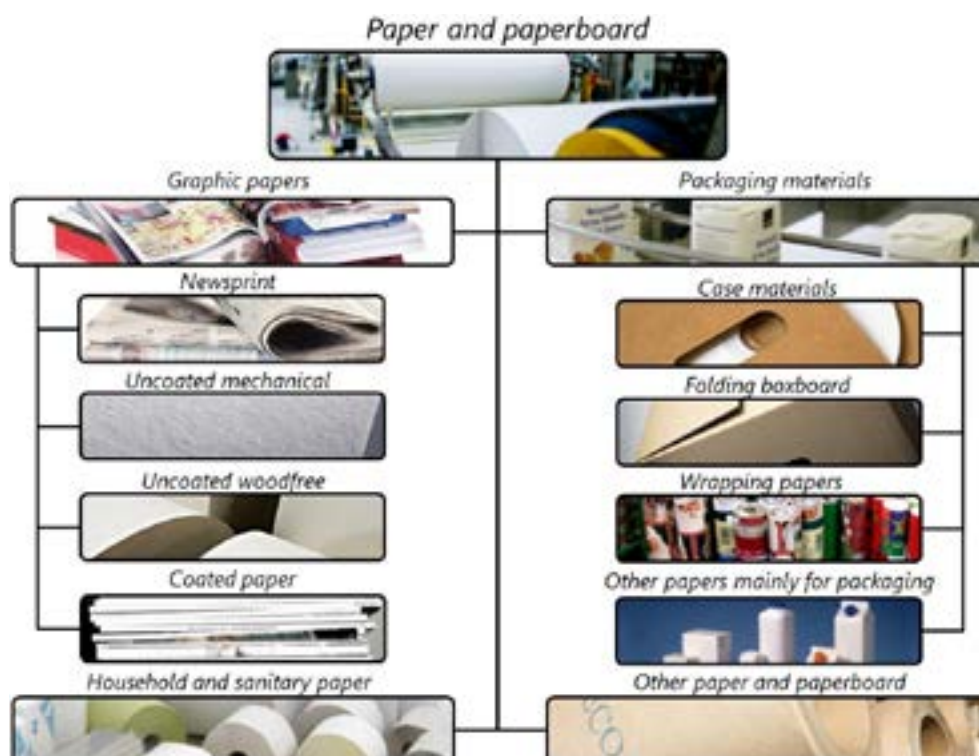 Paper and paperboard
Graphic papers
Packaging materials
Newsprint
Case materials
Uncoated mechanical
Folding boxboard
Uncoated woodfree
Wrapping papers
Coated paper
Other papers mainly for packaging
Household and sanitary paper
Other paper and paperboard